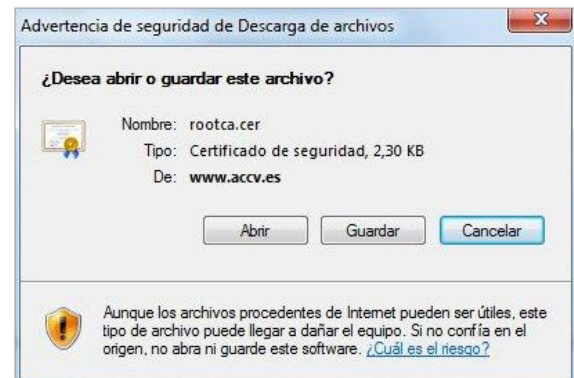 Advertencia de seguridad de Descarga de archivos
¿Desea abrir o guardar este archivo?
Nombre: rootca.cer
Tipo: Certificado de seguridad, 2,30 KB
De: www.accv.es
Abrir Guardar Cancelar
Aunque los archivos procedentes de Internet pueden ser útiles, este
tipo de archivo puede llegar a dañar el equipo. Si no confía en el
origen, no abra ni guarde este software. ¿Cuál es el riesgo?